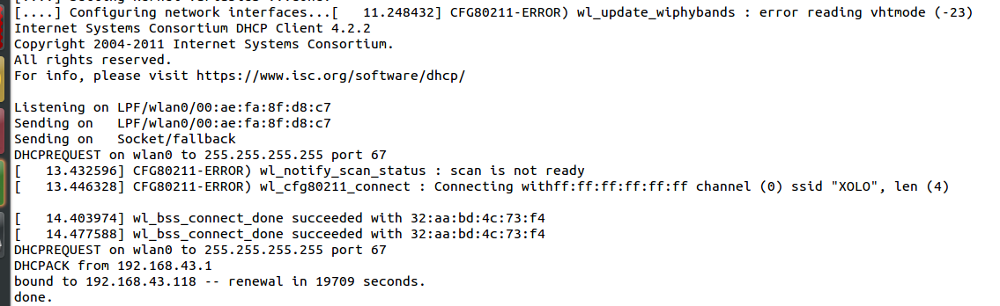 [....] Configuring network interfaces...[   11.248432] CFG80211-ERROR) wl_update_wiphybands : error reading vhtmode (-23)
Internet Systems Consortium DHCP Client 4.2.2
Copyright 2004-2011 Internet Systems Consortium.
All rights reserved.
For info, please visit https://www.isc.org/software/dhcp/
Listening on LPF/wlan0/00:ae:fa:8f:d8:c7
Sending on   LPF/wlan0/00:ae:fa:8f:d8:c7
Sending on   Socket/fallback
DHCPREQUEST on wlan0 to 255.255.255.255 port 67
[   13.432596] CFG80211-ERROR) wl_notify_scan_status : scan is not ready
[   13.446328] CFG80211-ERROR) wl_cfg80211_connect : Connecting withff:ff:ff:ff:ff:ff channel (0) ssid "XOLO", len (4)
[   14.403974] wl_bss_connect_done succeeded with 32:aa:bd:4c:73:f4
[   14.477588] wl_bss_connect_done succeeded with 32:aa:bd:4c:73:f4
DHCPREQUEST on wlan0 to 255.255.255.255 port 67
DHCPACK from 192.168.43.1
bound to 192.168.43.118 -- renewal in 19709 seconds.
done.